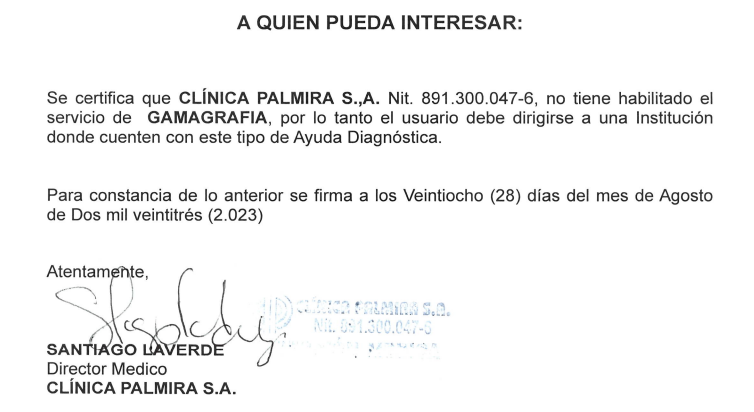 A QUIEN PUEDA INTERESAR:
Se certifica que CLÍNICA PALMIRA S.,A. Nit. 891.300.047-6, no tiene habilitado el
servicio de GAMAGRAFIA, por lo tanto el usuario debe dirigirse a una Institución
donde cuenten con este tipo de Ayuda Diagnóstica.
Para constancia de lo anterior se firma a los Veintiocho (28) días del mes de Agosto
de Dos mil veintitrés (2.023)
Atentamente,
CLÍNICA PALMIRA S.A.
Nit. 891.300.047-6
SANTIAGO LAVERDE
Director Medico
CLÍNICA PALMIRA S.A.